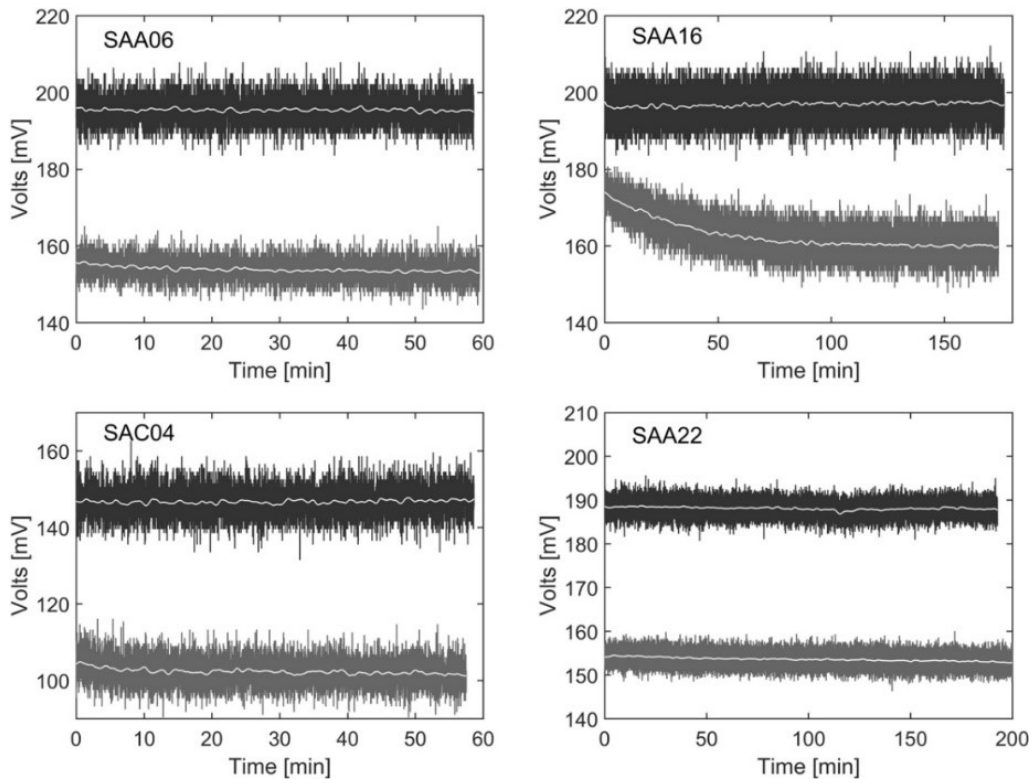 SAA06
220
200
180
160
140
Volts [mV]
0 10 20 30 40 50 60
Time [min]
SAA16
220
200
180
160
140
Volts [mV]
0 50 100 150
Time [min]
SAC04
160
140
120
100
Volts [mV]
0 10 20 30 40 50 60
Time [min]
SAA22
210
200
190
180
170
160
150
140
Volts [mV]
0 50 100 150 200
Time [min]